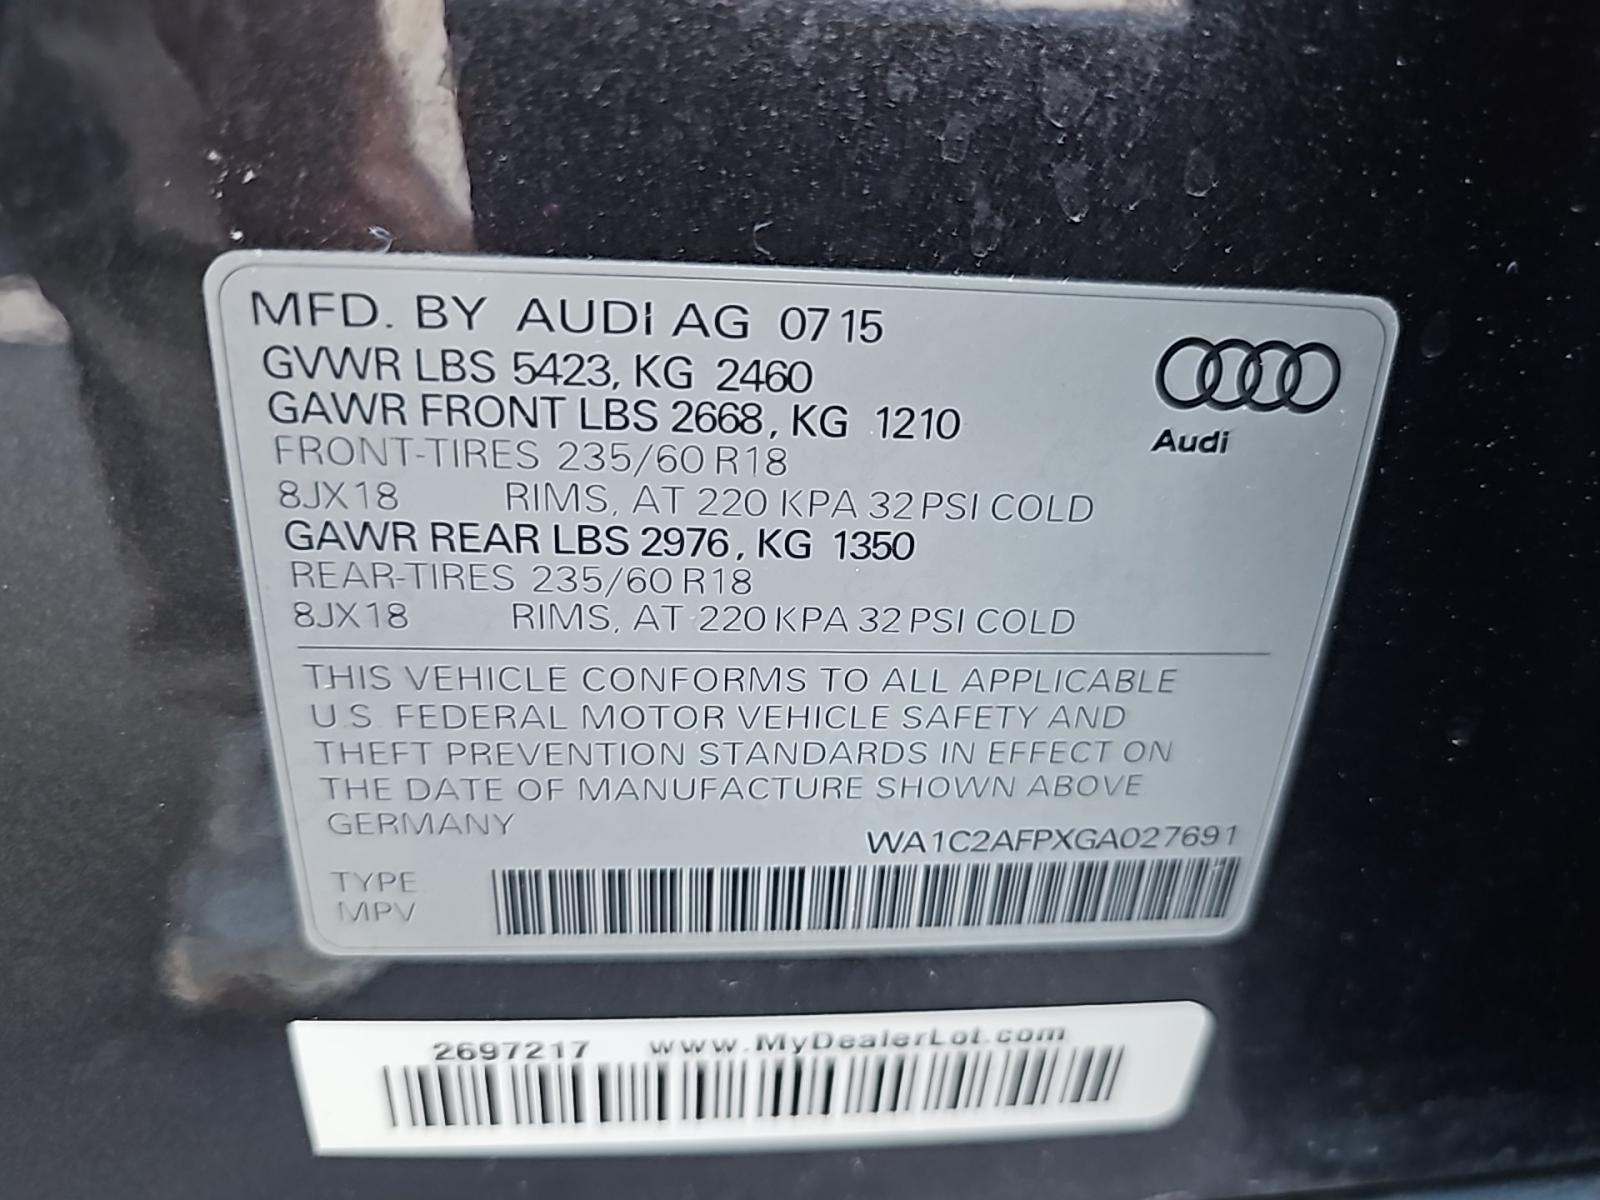 MFD. BY AUDI AG 0715
GVWR LBS 5423, KG 2460
GAWR FRONT LBS 2668, KG 1210
FRONT-TIRES 235/60 R18
8JX18 RIMS, AT 220 KPA 32 PSI COLD
GAWR REAR LBS 2976, KG 1350
REAR-TIRES 235/60 R18
8JX18 RIMS, AT 220 KPA 32 PSI COLD
Audi
THIS VEHICLE CONFORMS TO ALL APPLICABLE
U.S. FEDERAL MOTOR VEHICLE SAFETY AND
THEFT PREVENTION STANDARDS IN EFFECT ON
THE DATE OF MANUFACTURE SHOWN ABOVE
GERMANY
WA1C2AFPXGA027691
TYPE
MPV
2697217 www.MyDealerLot.com